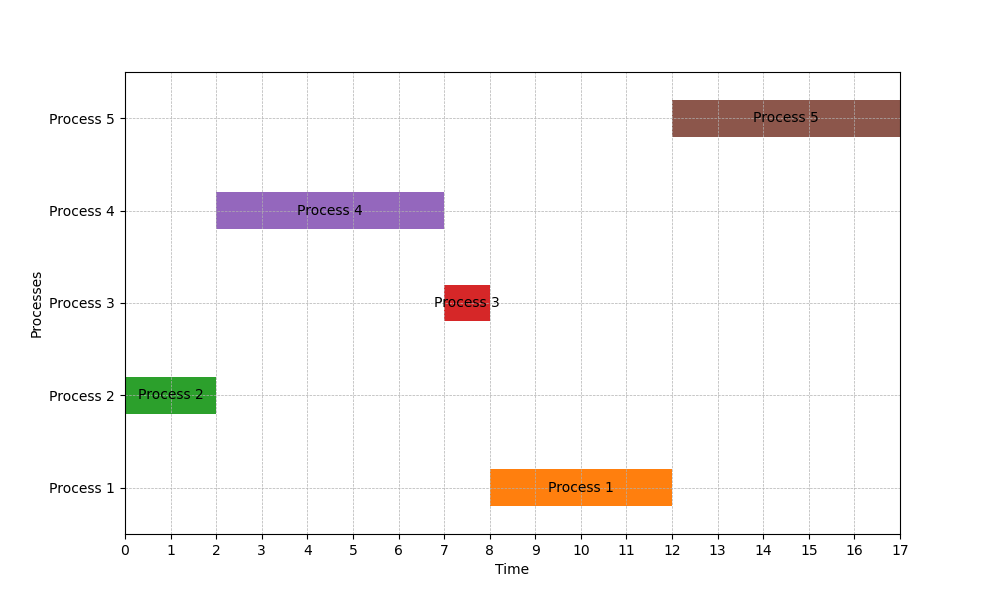 Process 5
Process 5
Process 4
Process 4
Process 3
Process 3
Process 2
Process 2
Process 1
Process 1
Processes
0 1 2 3 4 5 6 7 8 9 10 11 12 13 14 15 16 17
Time